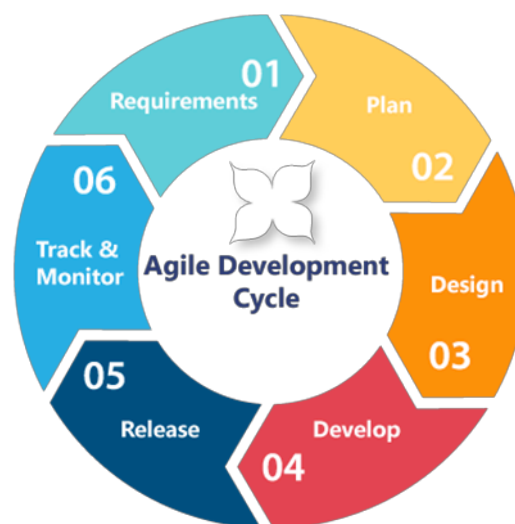 01
Requirements
Plan
02
Design
03
Develop
04
05
Release
06
Track &
Monitor
Agile Development
Cycle